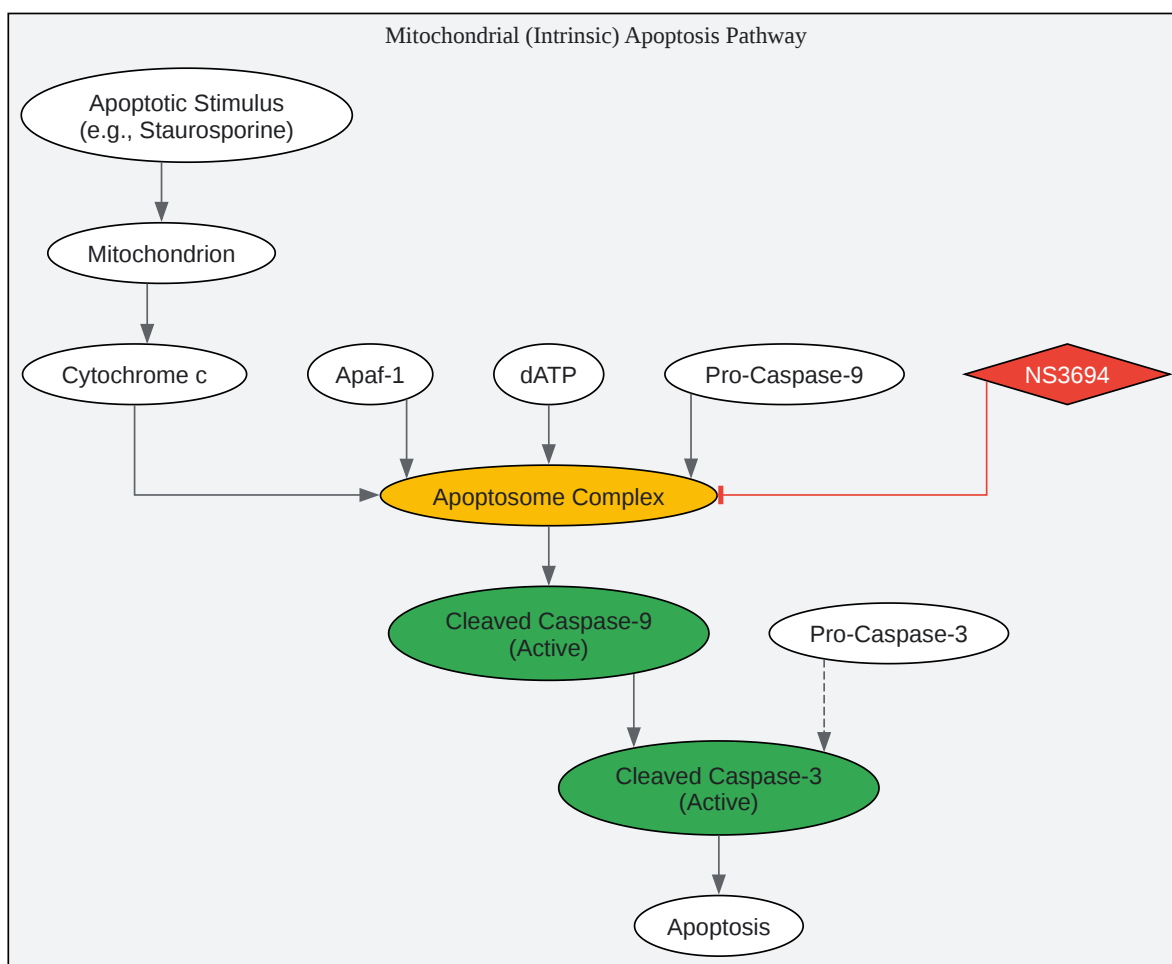 Mitochondrial (Intrinsic) Apoptosis Pathway
Apoptotic Stimulus
(e.g., Staurosporine)
Mitochondrion
Cytochrome c
Apaf-1
dATP
Pro-Caspase-9
NS3694
Apoptosome Complex
Cleaved Caspase-9
(Active)
Pro-Caspase-3
Cleaved Caspase-3
(Active)
Apoptosis